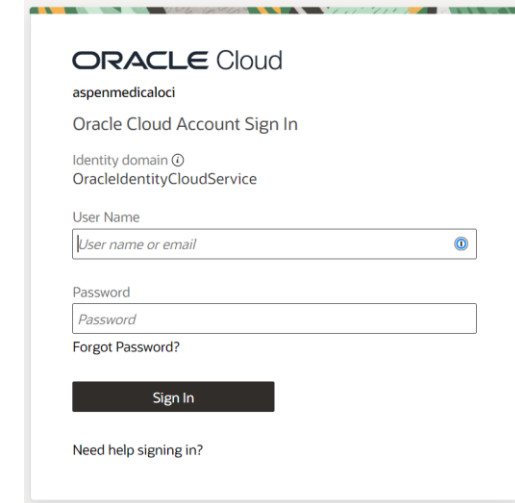 ORACLE Cloud
aspenmedicaloci
Oracle Cloud Account Sign In
Identity domain
OracleIdentityCloudService
User Name
User name or email
Password
Password
Forgot Password?
Sign In
Need help signing in?